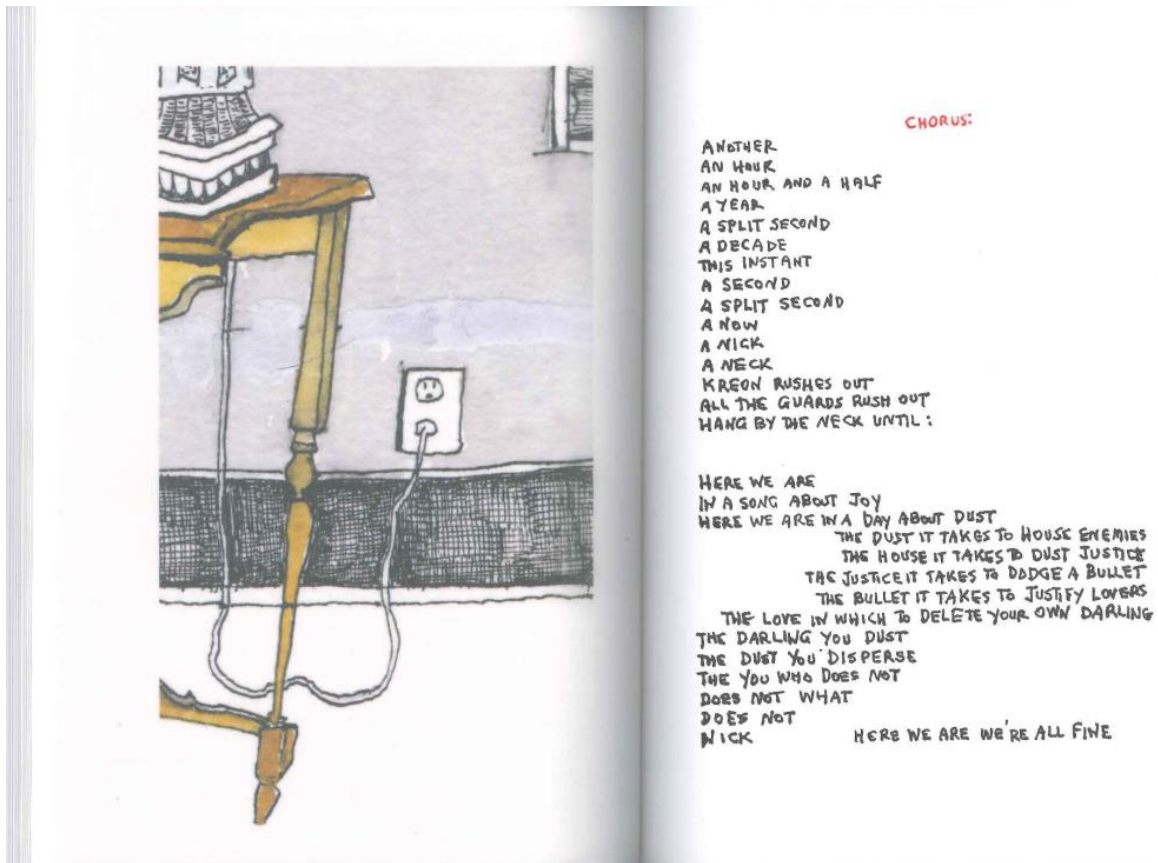 CHORUS:
ANOTHER
AN HOUR
AN HOUR AND A HALF
A YEAR
A SPLIT SECOND
A DECADE
THIS INSTANT
A SECOND
A SPLIT SECOND
A NOW
A NICK
A NECK
KREON RUSHES OUT
ALL THE GUARDS RUSH OUT
HANG BY THE NECK UNTIL:
HERE WE ARE
IN A SONG ABOUT JOY
HERE WE ARE IN A DAY ABOUT DUST
THE DUST IT TAKES TO HOUSE ENEMIES
THE HOUSE IT TAKES TO DUST JUSTICE
THE JUSTICE IT TAKES TO DODGE A BULLET
THE BULLET IT TAKES TO JUSTIFY LOVERS
THE LOVE IN WHICH TO DELETE YOUR OWN DARLING
THE DARLING YOU DUST
THE DUST YOU DISPERSE
THE YOU WHO DOES NOT
DOES NOT WHAT
DOES NOT
NICK HERE WE ARE WE'RE ALL FINE